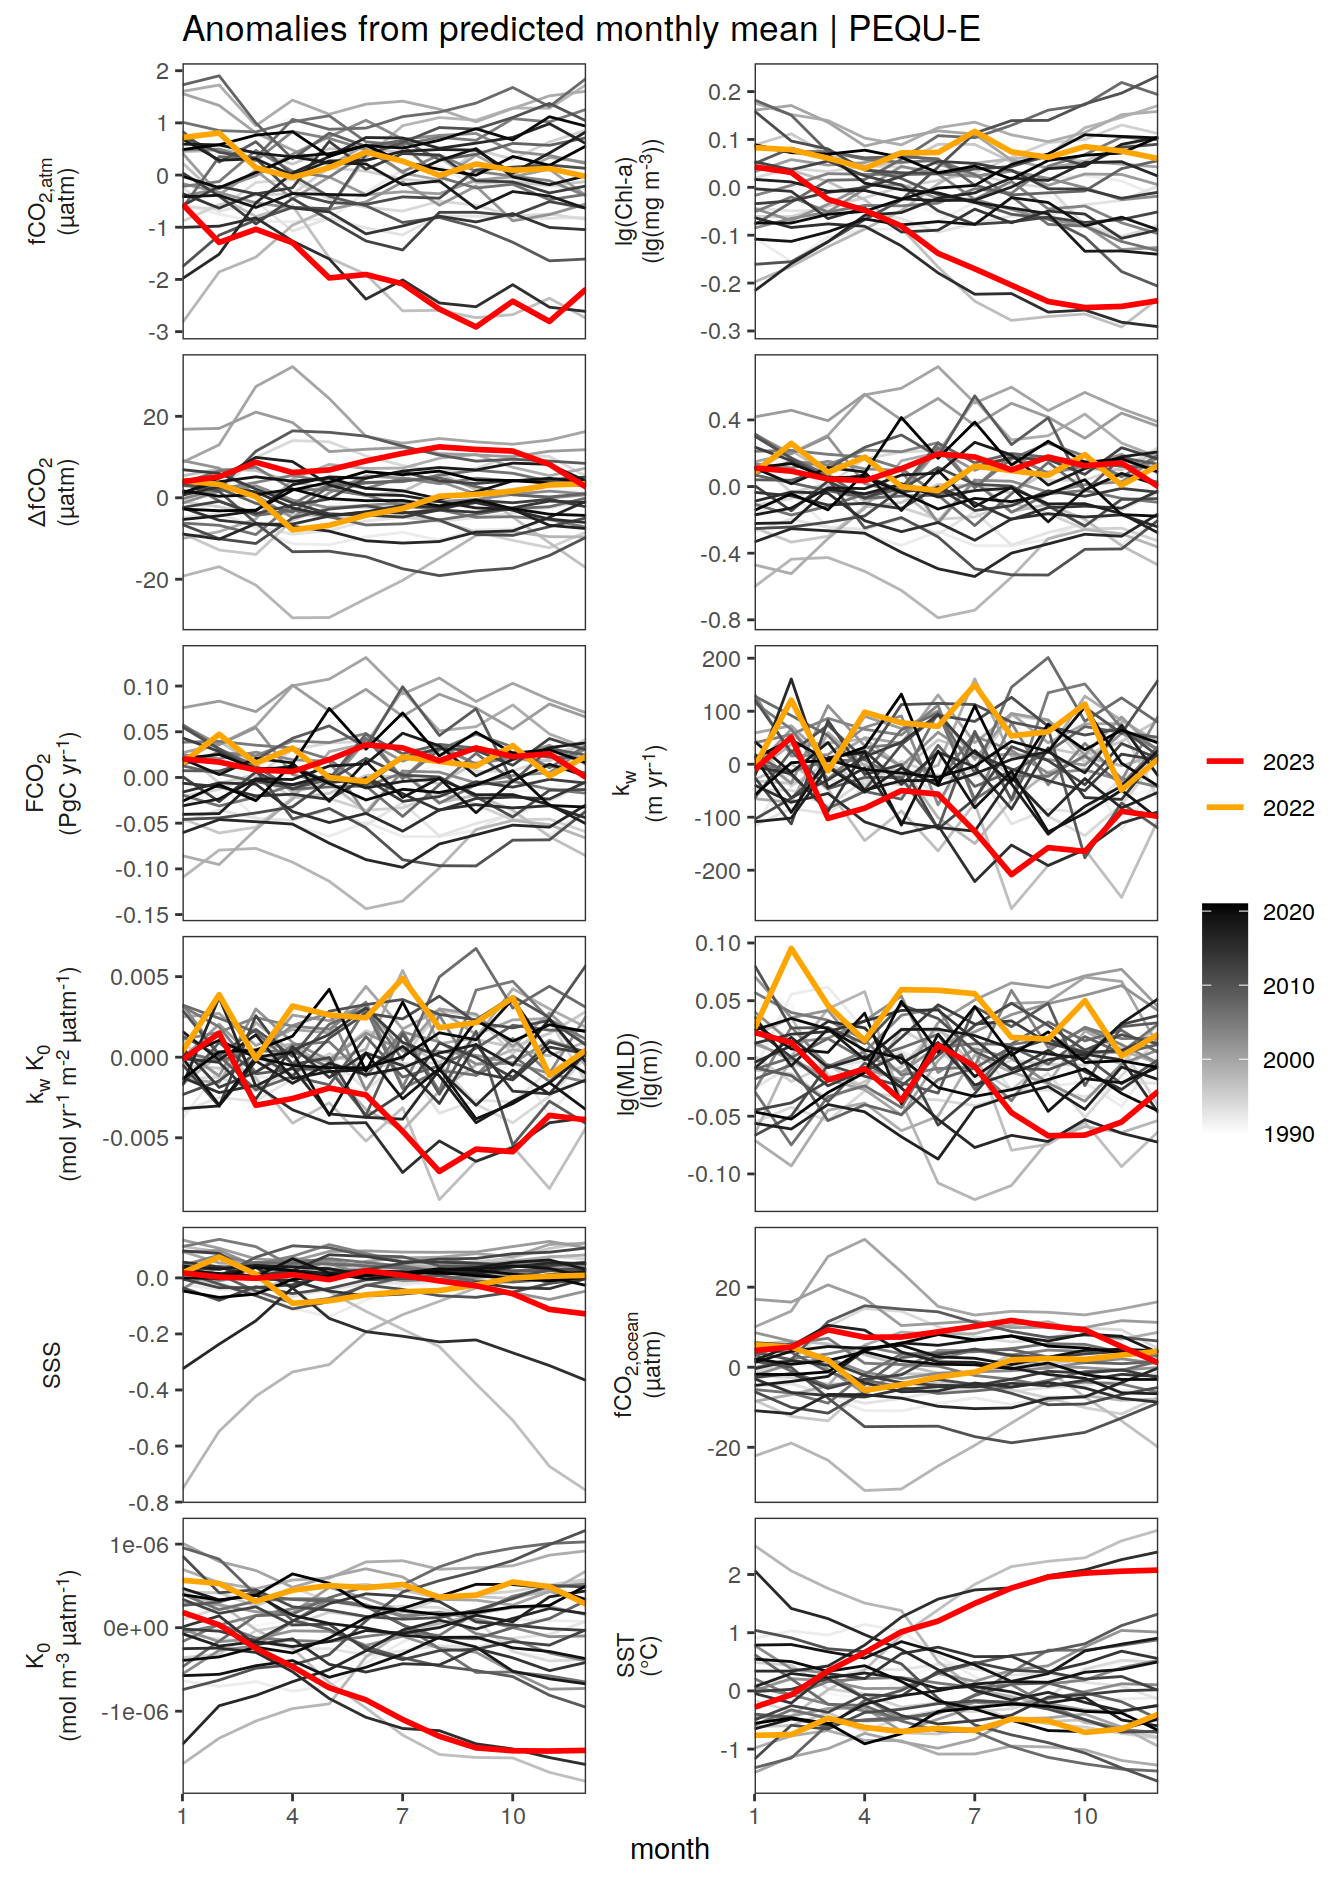 Anomalies from predicted monthly mean | PEQU-E
fCO2,atm
(µatm)
2
1
0
-1
-2
-3
lg(Chl-a)
(lg(mg m-3))
0.2
0.1
0.0
-0.1
-0.2
-0.3
ΔfCO2
(µatm)
20
0
-20
0.4
0.0
-0.4
-0.8
FCO2
(PgC yr-1)
0.10
0.05
0.00
-0.05
-0.10
-0.15
kw
(m yr-1)
200
100
0
-100
-200
kw K0
(mol yr-1 m-2 µatm-1)
0.005
0.000
-0.005
lg(MLD)
(lg(m))
0.10
0.05
0.00
-0.05
-0.10
SSS
0.0
-0.2
-0.4
-0.6
-0.8
fCO2,ocean
(µatm)
20
0
-20
K0
(mol m-3 µatm-1)
1e-06
0e+00
-1e-06
SST
(°C)
2
1
0
-1
1 4 7 10
1 4 7 10
month
2023
2022
2020
2010
2000
1990